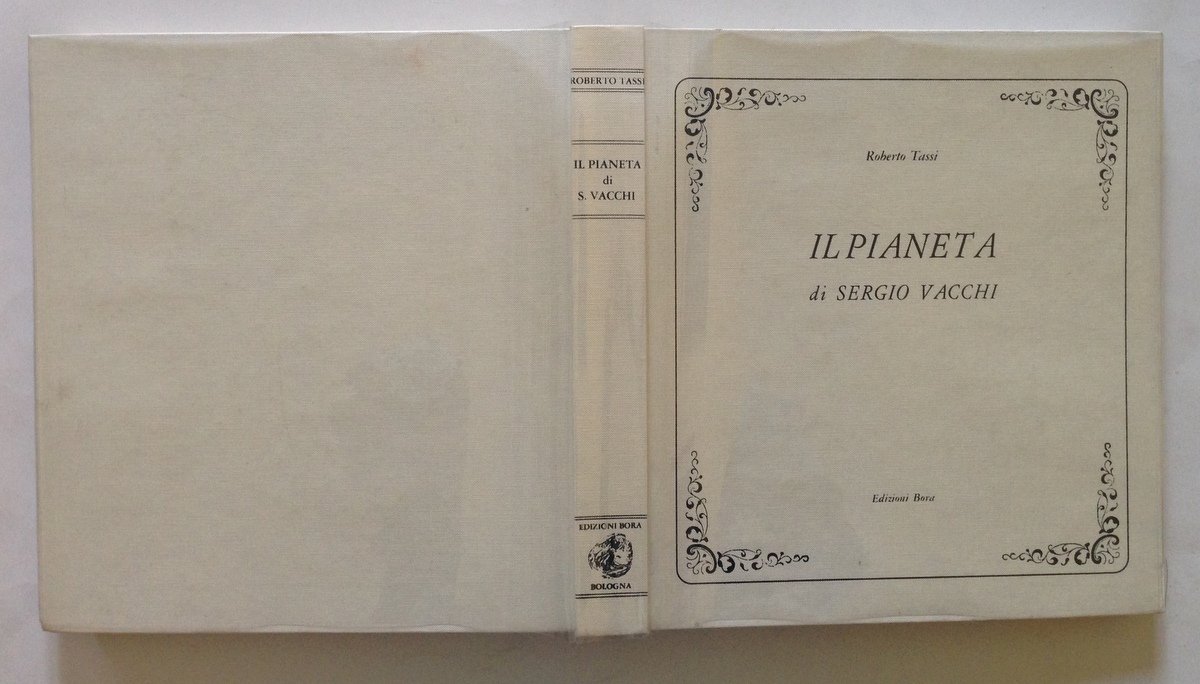 ROBERTO TASSI
IL PIANETA
di
S. VACCHI
EDIZIONI BORA
BOLOGNA
Roberto Tassi
IL PIANETA
di SERGIO VACCHI
Edizioni Bora